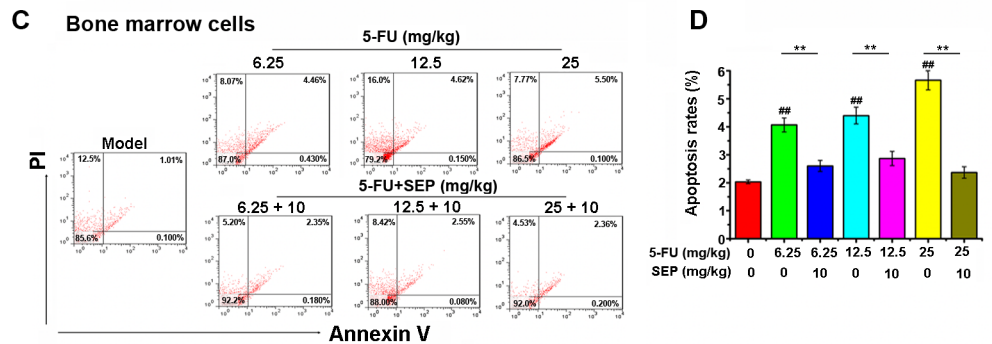 C Bone marrow cells
5-FU (mg/kg)
6.25 12.5 25
8.07% 4.46% 16.0% 4.62% 7.77% 5.50%
87.0% 0.430% 79.2% 0.150% 86.5% 0.100%
Model
12.5% 1.01%
85.6% 0.100%
PI
5-FU+SEP (mg/kg)
6.25 + 10 12.5 + 10 25 + 10
5.20% 2.35% 8.42% 2.55% 4.53% 2.36%
92.2% 0.180% 88.00% 0.080% 92.0% 0.200%
Annexin V
D
** ** **
## ## ##
Apoptosis rates (%)
6
5
4
3
2
1
0
5-FU (mg/kg) 0 6.25 6.25 12.5 12.5 25 25
SEP (mg/kg) 0 0 10 0 10 0 10